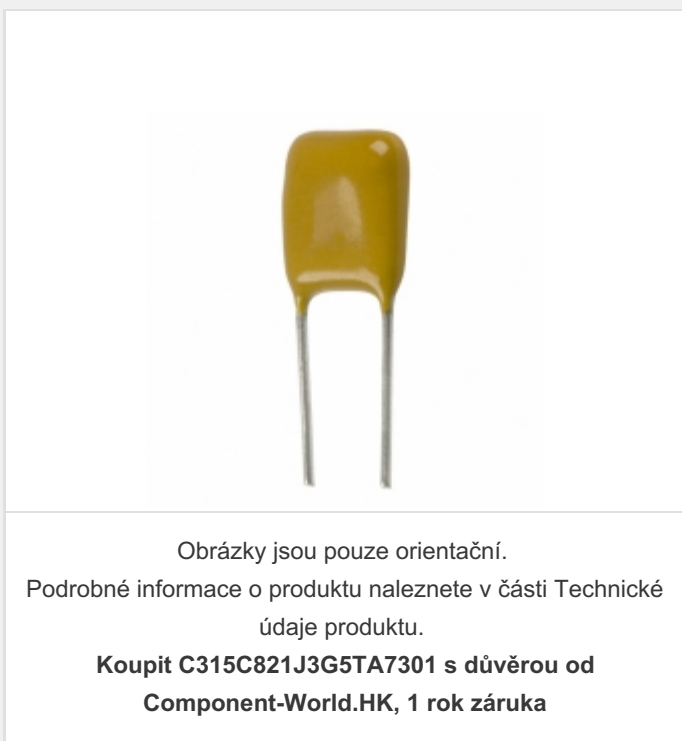 Obrázky jsou pouze orientační.
Podrobné informace o produktu naleznete v části Technické
údaje produktu.
Koupit C315C821J3G5TA7301 s důvěrou od
Component-World.HK, 1 rok záruka